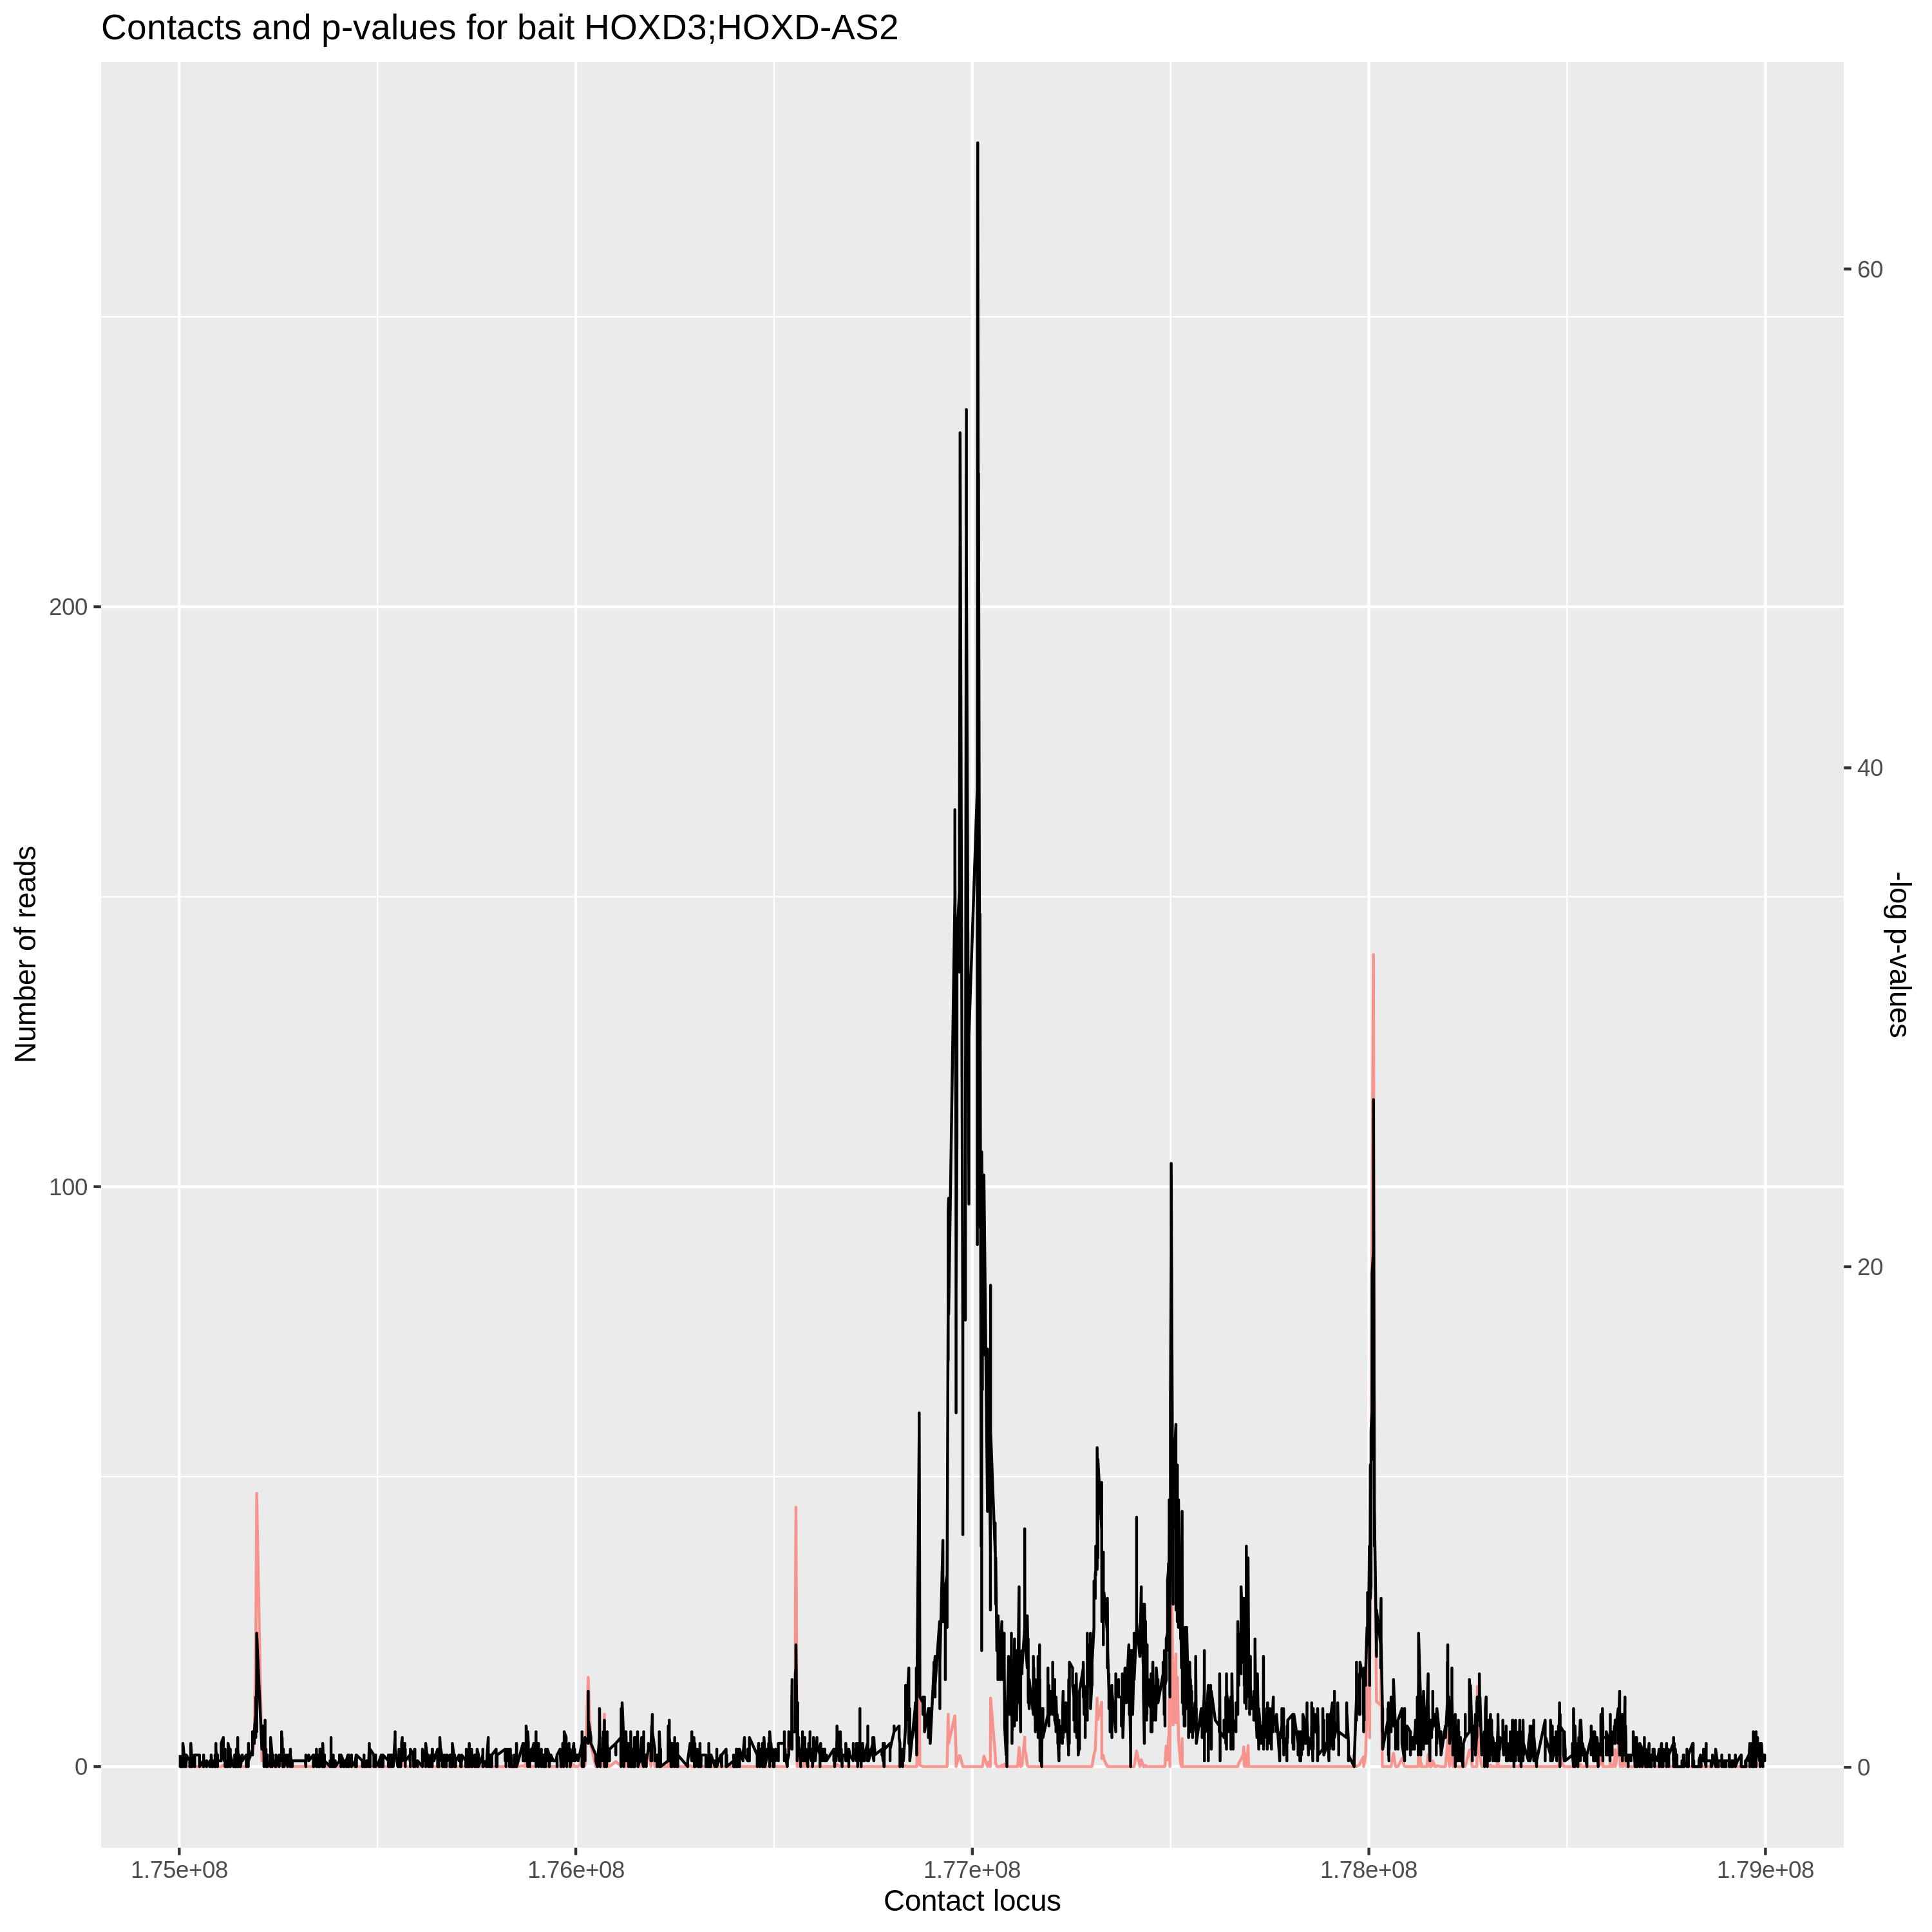 Contacts and p-values for bait HOXD3;HOXD-AS2
Number of reads
200
100
0
60
40
20
0
-log p-values
1.75e+08
1.76e+08
1.77e+08
1.78e+08
1.79e+08
Contact locus